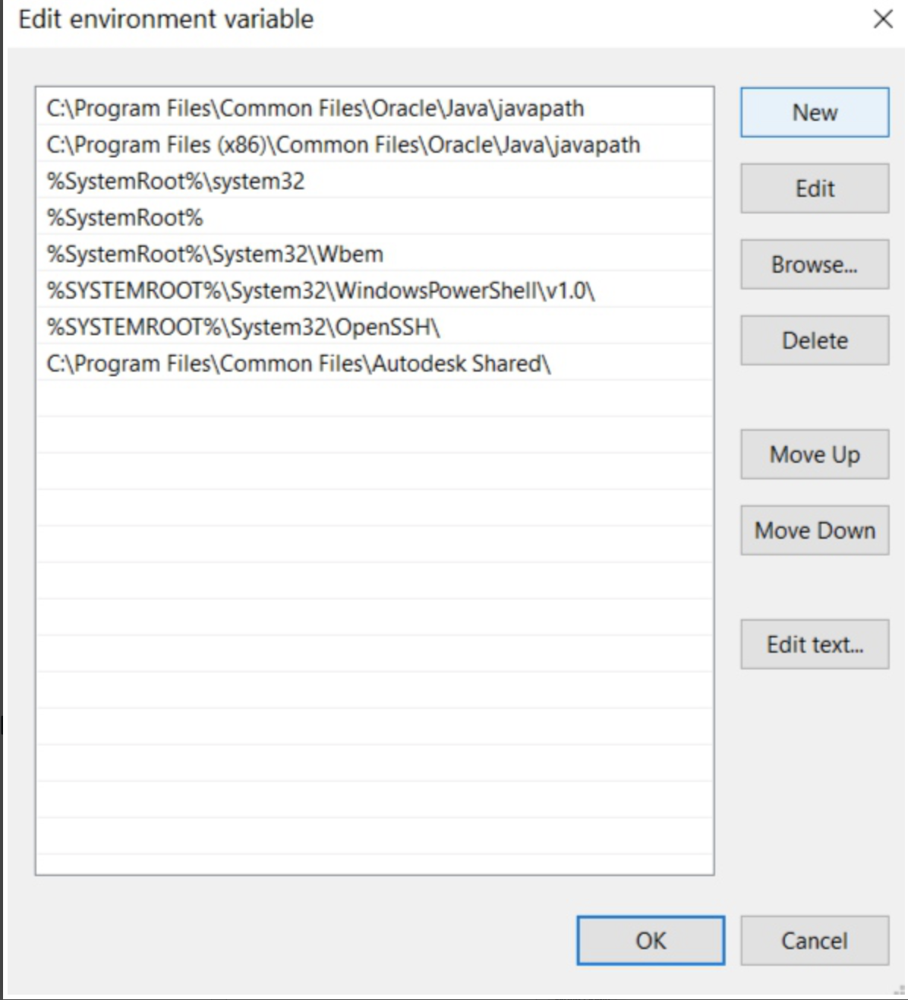 Edit environment variable
C:\Program Files\Common Files\Oracle\Java\javapath
C:\Program Files (x86)\Common Files\Oracle\Java\javapath
%SystemRoot%\system32
%SystemRoot%
%SystemRoot%\System32\Wbem
%SYSTEMROOT%\System32\WindowsPowerShell\v1.0\
%SYSTEMROOT%\System32\OpenSSH\
C:\Program Files\Common Files\Autodesk Shared\
New
Edit
Browse...
Delete
Move Up
Move Down
Edit text...
OK
Cancel